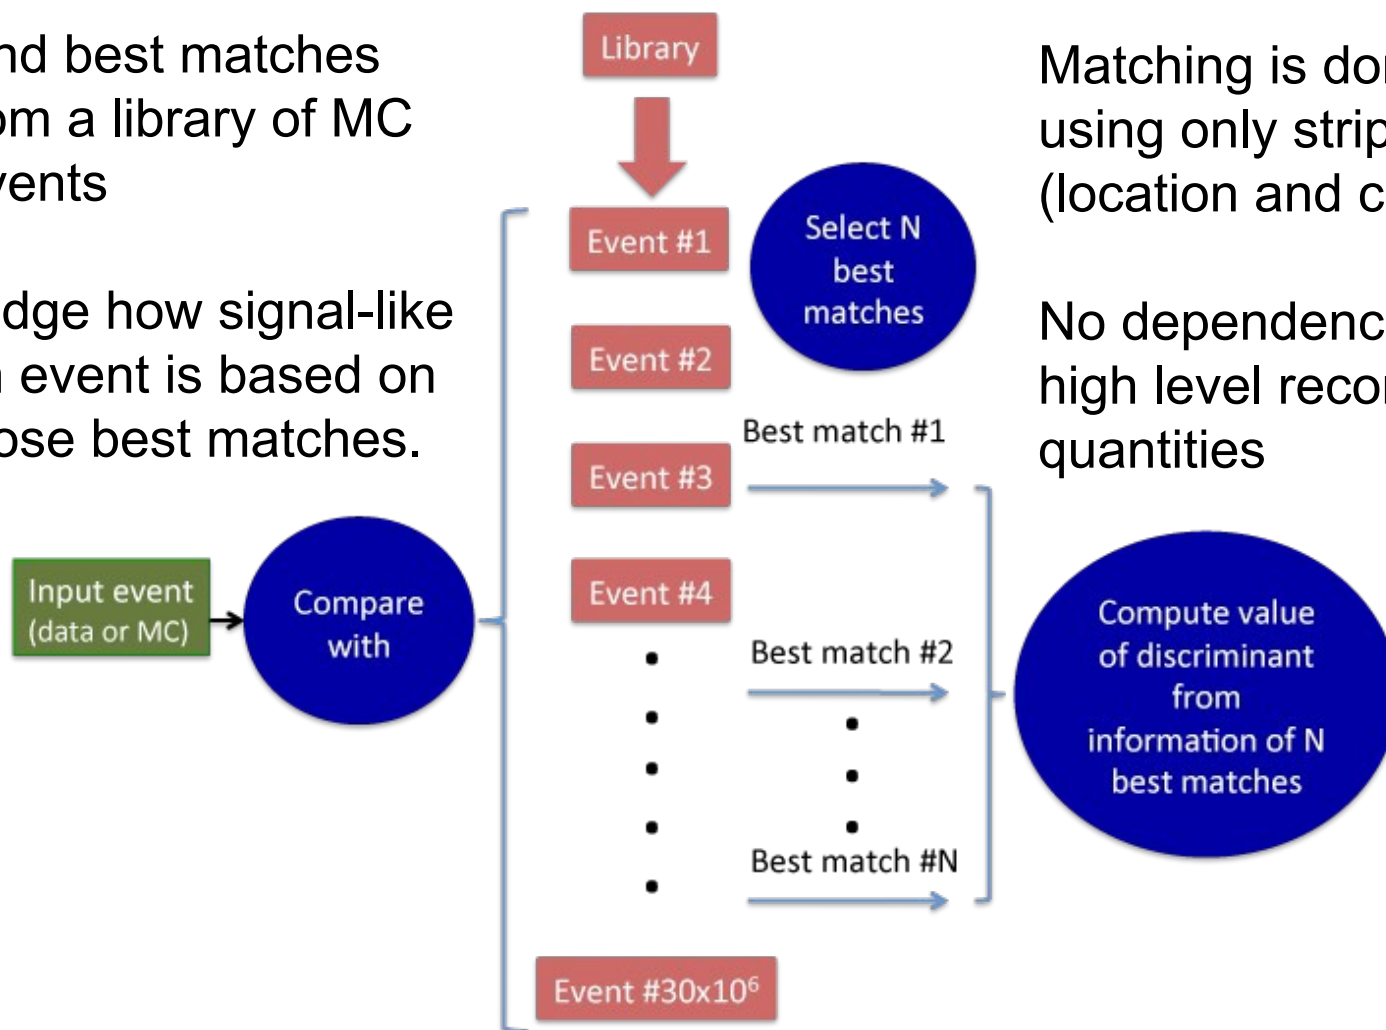 nd best matches
om a library of MC
vents
dge how signal-like
n event is based on
ose best matches.
Library
Event #1
Event #2
Event #3
Event #4
Event #30x10⁶
Select N
best
matches
Matching is don
using only strip
(location and c
No dependenc
high level recon
quantities
Input event
(data or MC)
Compare
with
Best match #1
Best match #2
Best match #N
Compute value
of discriminant
from
information of N
best matches